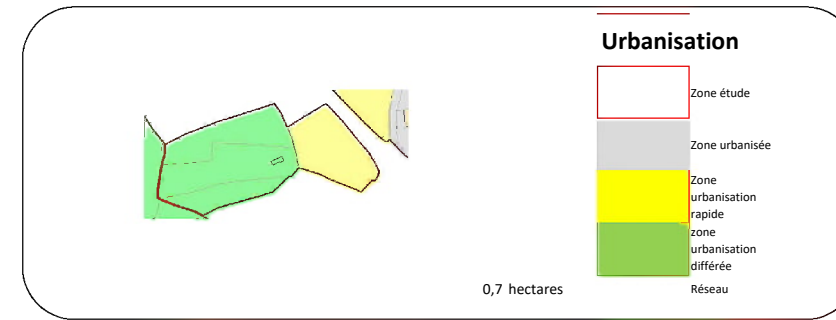 Urbanisation
Zone étude
Zone urbanisée
Zone
urbanisation
rapide
zone
urbanisation
différée
0,7 hectares
Réseau